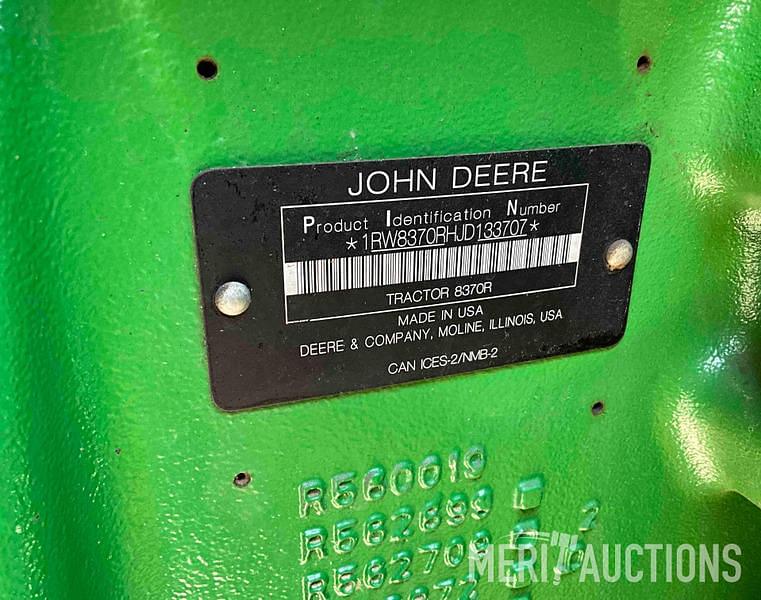 JOHN DEERE
Product Identification Number
*1RW8370RHJD133707*
TRACTOR 8370R
MADE IN USA
DEERE & COMPANY, MOLINE, ILLINOIS, USA
CAN ICES-2/NMB-2
R560019
R562699
2
R562709
MERIT AUCTIONS